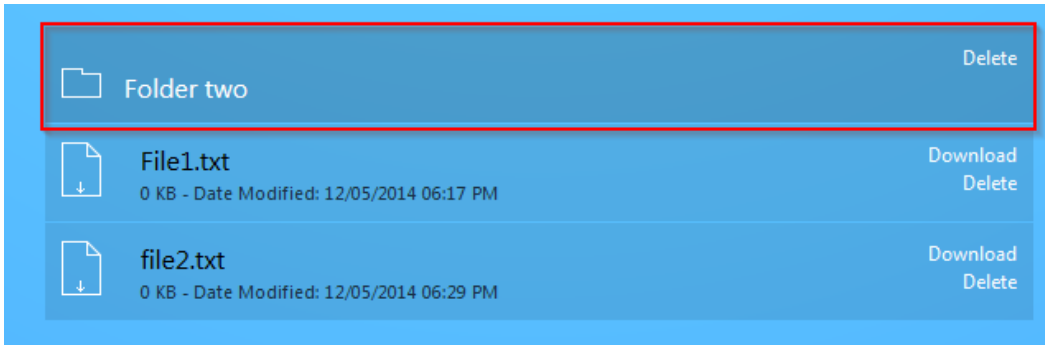 Delete
Folder two
File1.txt
Download
0 KB - Date Modified: 12/05/2014 06:17 PM
Delete
file2.txt
Download
0 KB - Date Modified: 12/05/2014 06:29 PM
Delete